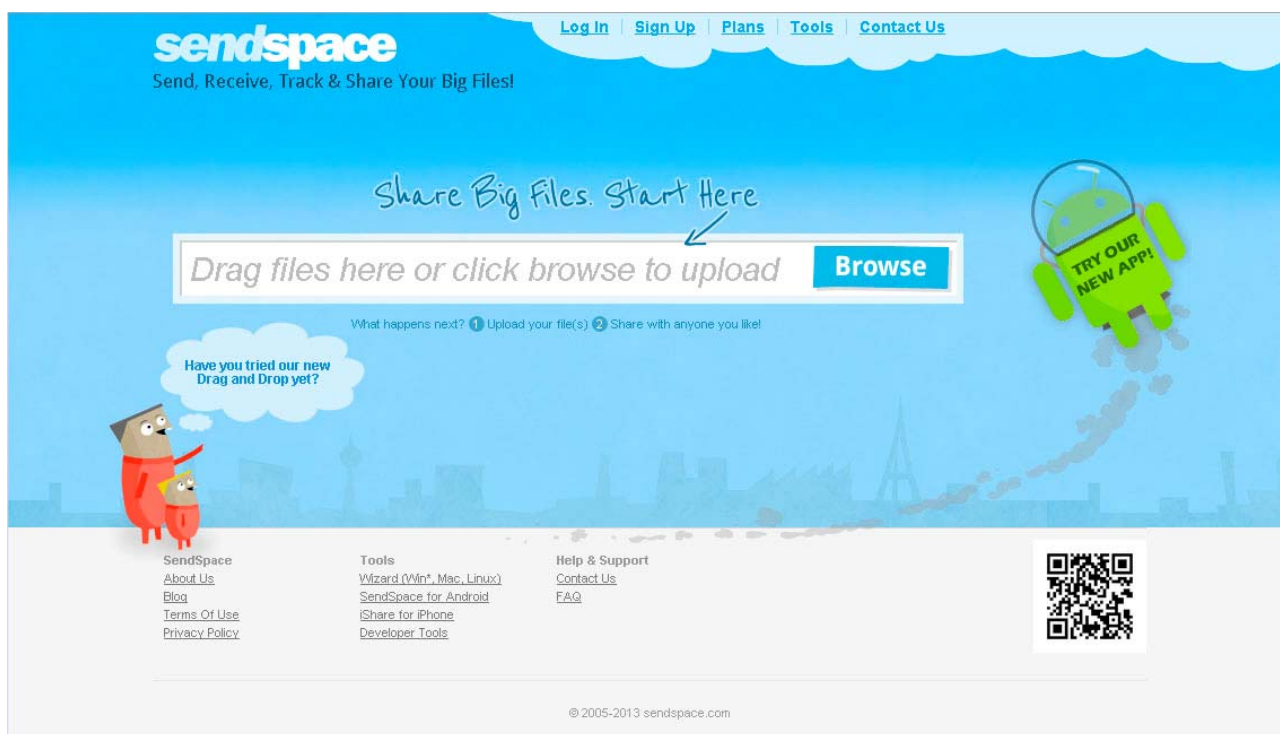 sendspace
Send, Receive, Track & Share Your Big Files!
Log In | Sign Up | Plans | Tools | Contact Us
Share Big Files. Start Here
Drag files here or click browse to upload
Browse
What happens next? 1 Upload your file(s) 2 Share with anyone you like!
TRY OUR
NEW APP!
Have you tried our new
Drag and Drop yet?
SendSpace
About Us
Blog
Terms Of Use
Privacy Policy
Tools
Wizard (Win*, Mac, Linux)
SendSpace for Android
iShare for iPhone
Developer Tools
Help & Support
Contact Us
FAQ
© 2005-2013 sendspace.com